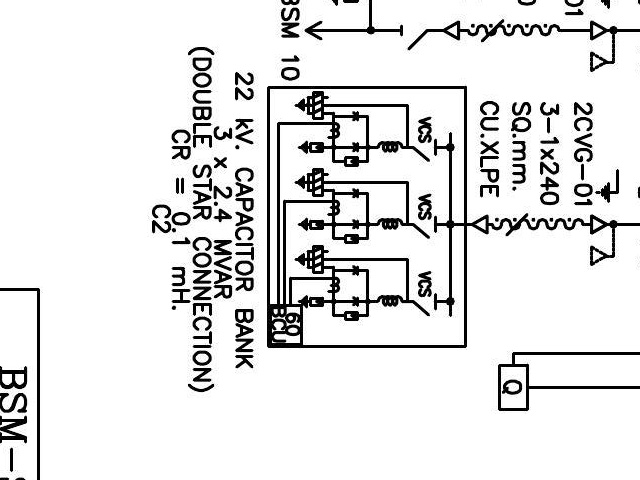 BSM 10
2CVG-01
3-1x240
SQ.mm.
CU.XLPE
VCS
VCS
VCS
60
BCU
22 kV. CAPACITOR BANK
3 x 2.4 MVAR
(DOUBLE STAR CONNECTION)
CR = 0.1 mH.
C2
Q